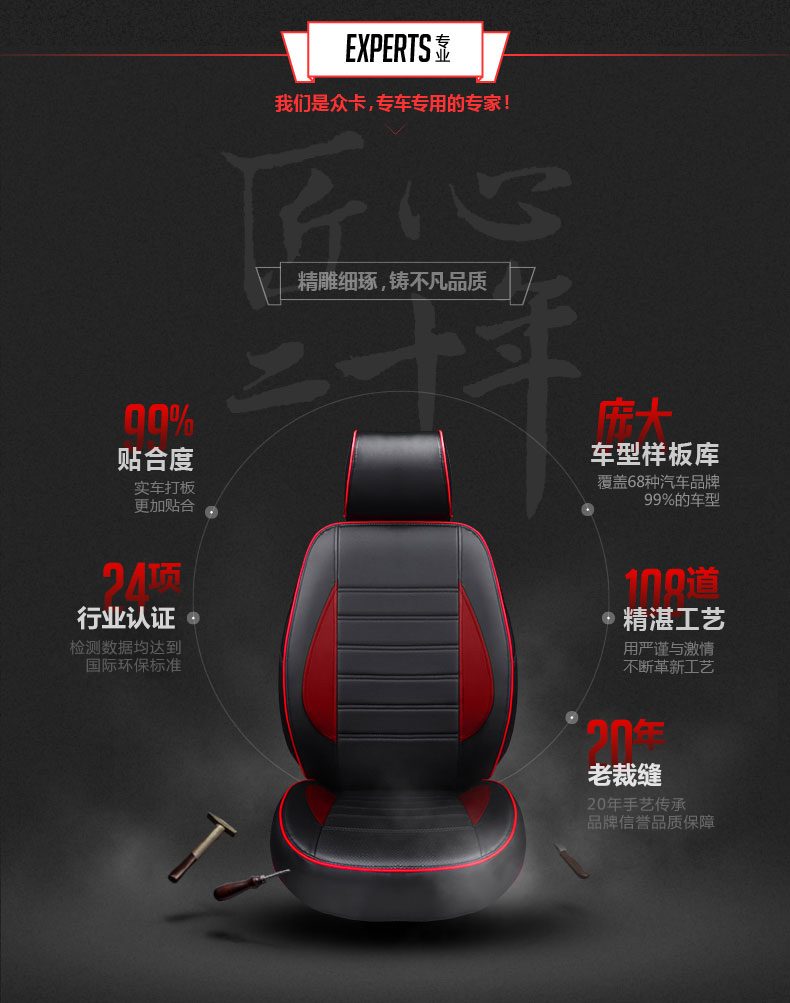 EXPERTS 专业
我们是众卡,专车专用的专家!
匠心
二十年
精雕细琢,铸不凡品质
99%
贴合度
实车打板
更加贴合
庞大
车型样板库
覆盖68种汽车品牌
99%的车型
24项
行业认证
检测数据均达到
国际环保标准
108道
精湛工艺
用严谨与激情
不断革新工艺
20年
老裁缝
20年手艺传承
品牌信誉品质保障